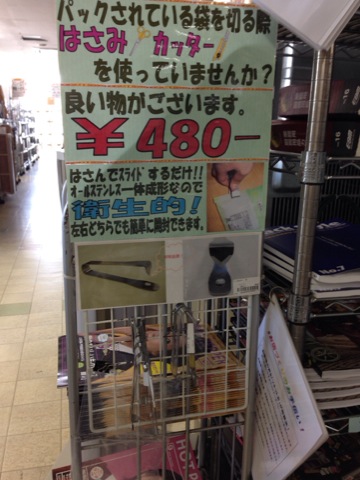 パックされている袋を切る際
はさみ カッター
を使っていませんか?
良い物がございます。
¥480-
はさんでスライドするだけ!!
オールステンレス一体成形なので
衛生的!
左右どちらでも簡単に開封できます。
No.7
HOT